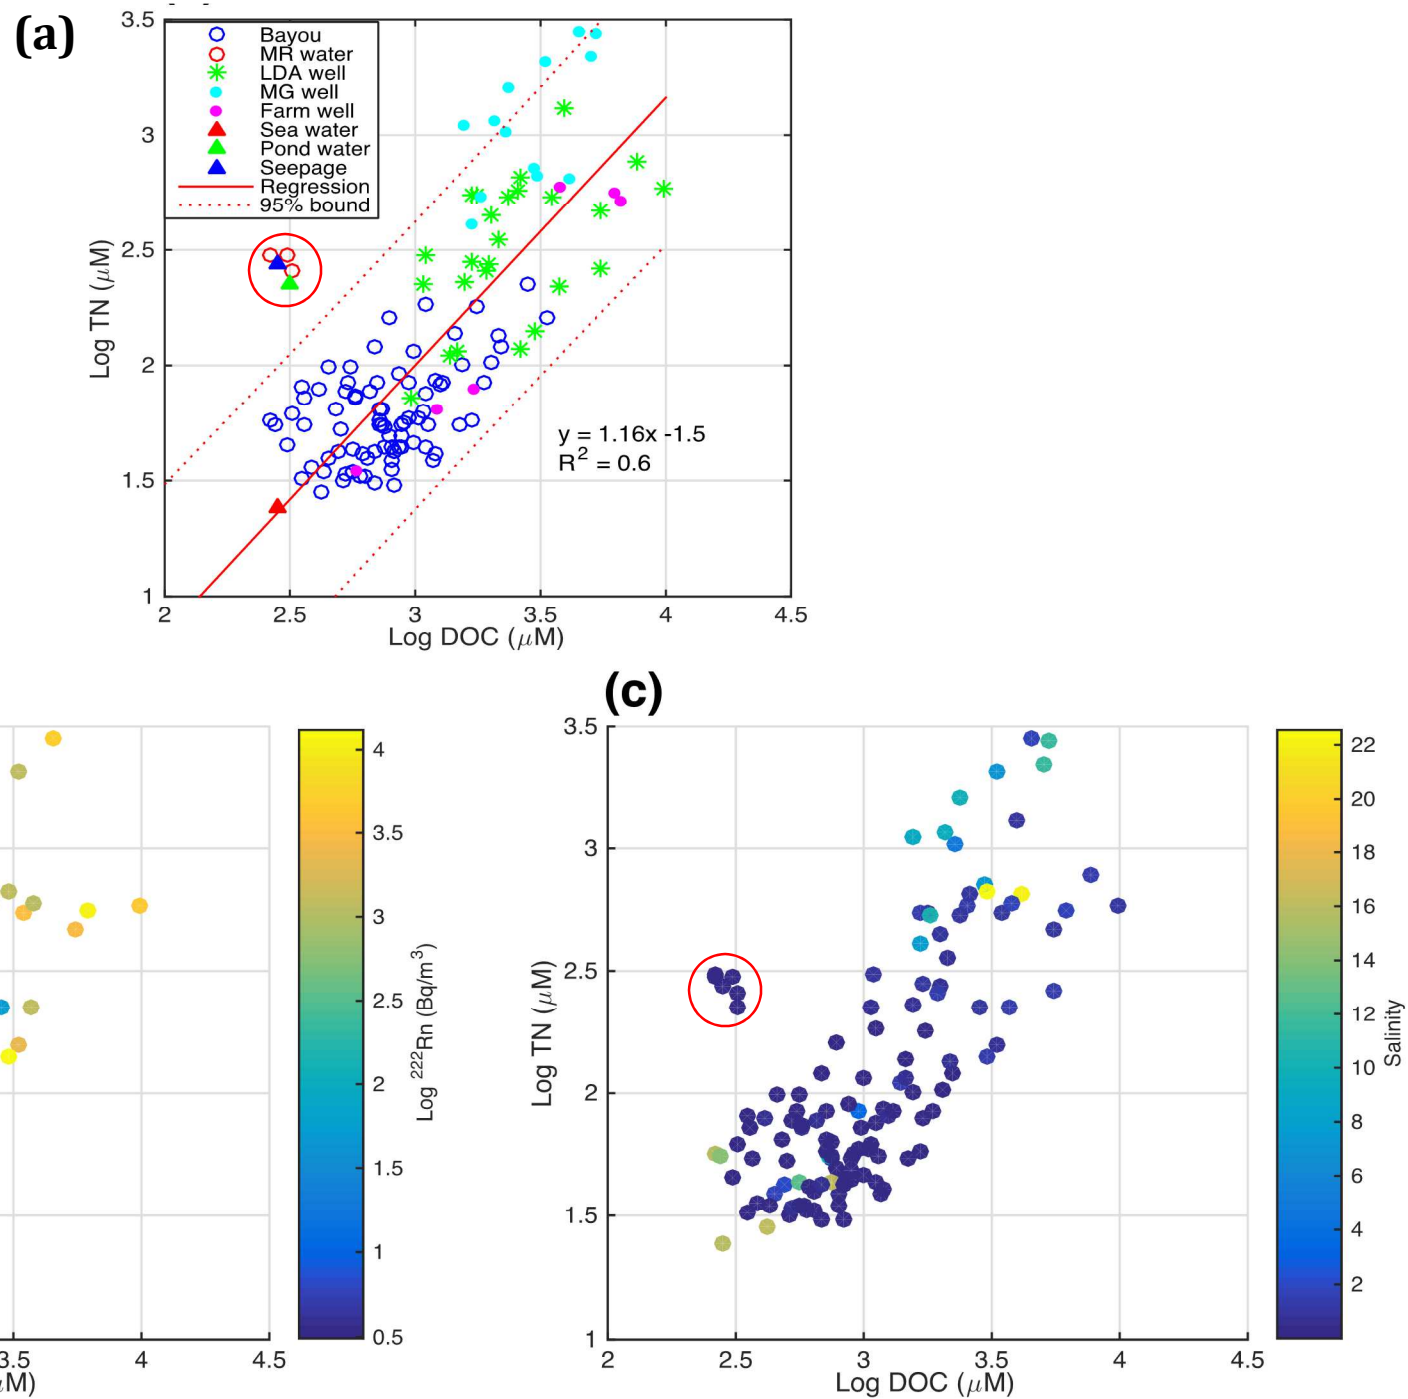 (a)
3.5
3
2.5
2
1.5
1
Log TN (μM)
Bayou
MR water
LDA well
MG well
Farm well
Sea water
Pond water
Seepage
Regression
95% bound
y = 1.16x -1.5
R² = 0.6
2
2.5
3
3.5
4
4.5
Log DOC (μM)
3.5
4
4.5
μM)
4
3.5
3
2.5
2
1.5
1
0.5
Log ²²²Rn (Bq/m³)
(c)
3.5
3
2.5
2
1.5
1
Log TN (μM)
2
2.5
3
3.5
4
4.5
Log DOC (μM)
22
20
18
16
14
12
10
8
6
4
2
Salinity